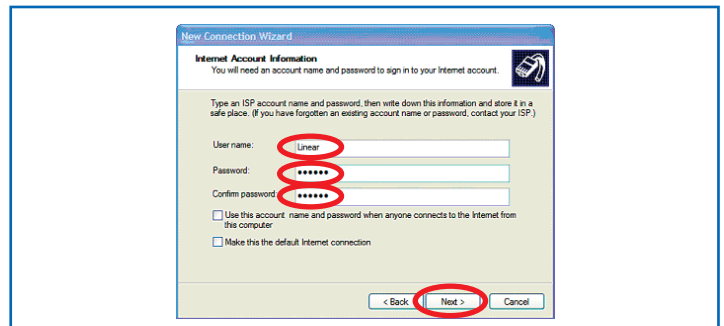 New Connection Wizard
Internet Account Information
You will need an account name and password to sign in to your Internet account.
Type an ISP account name and password, then write down this information and store it in a
safe place. (If you have forgotten an existing account name or password, contact your ISP.)
User name: Linear
Password: ••••••
Confirm password: ••••••
Use this account name and password when anyone connects to the Internet from
this computer
Make this the default Internet connection
< Back Next > Cancel